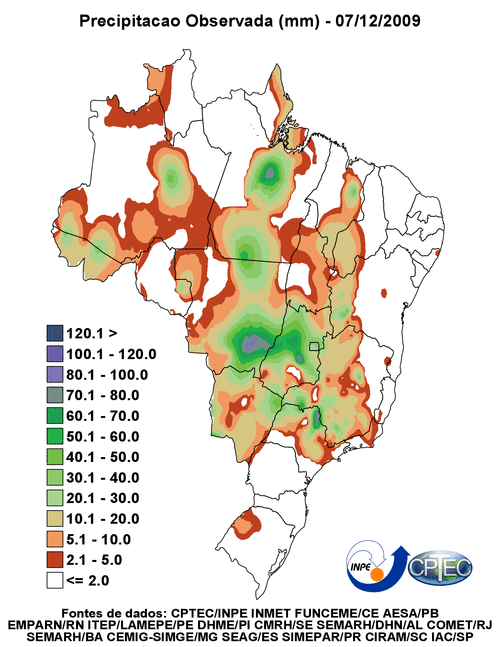 Precipitacao Observada (mm) - 07/12/2009
120.1 >
100.1 - 120.0
80.1 - 100.0
70.1 - 80.0
60.1 - 70.0
50.1 - 60.0
40.1 - 50.0
30.1 - 40.0
20.1 - 30.0
10.1 - 20.0
5.1 - 10.0
2.1 - 5.0
<= 2.0
INPE
CPTEC
Fontes de dados: CPTEC/INPE INMET FUNCEME/CE AESA/PB
EMPARN/RN ITEP/LAMEPE/PE DHME/PI CMRH/SE SEMARH/DHN/AL COMET/RJ
SEMARH/BA CEMIG-SIMGE/MG SEAG/ES SIMEPAR/PR CIRAM/SC IAC/SP